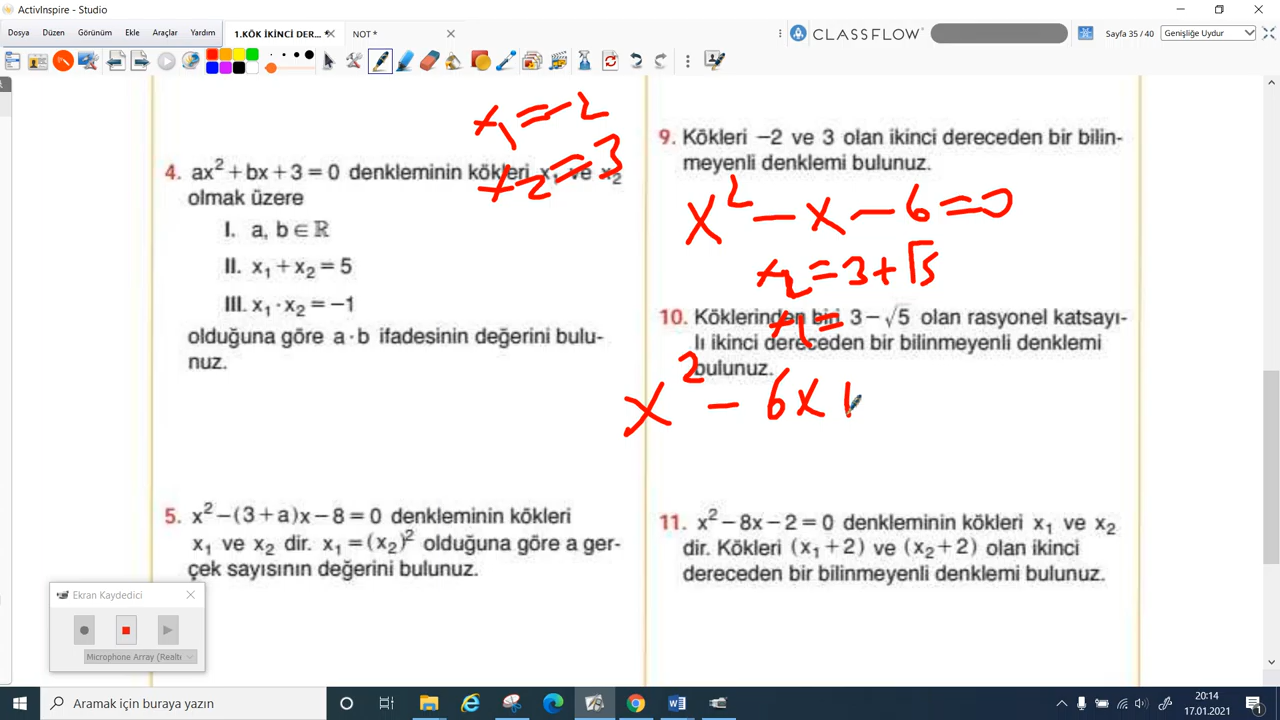 ActivInspire - Studio
Dosya Düzen Görünüm Ekle Araçlar Yardım
1.KÖK İKİNCİ DER...
NOT*
CLASSFLOW
Sayfa 35 / 40
Genişliğe Uydur
x₁ = -2
x₂ = 3
4. ax² + bx + 3 = 0 denkleminin kökleri x₁ ve x₂
olmak üzere
I. a, b ∈ ℝ
II. x₁ + x₂ = 5
III. x₁ · x₂ = −1
olduğuna göre a · b ifadesinin değerini bulu-
nuz.
5. x² − (3 + a)x − 8 = 0 denkleminin kökleri
x₁ ve x₂ dir. x₁ = (x₂)² olduğuna göre a ger-
çek sayısının değerini bulunuz.
9. Kökleri −2 ve 3 olan ikinci dereceden bir bilin-
meyenli denklemi bulunuz.
x² − x − 6 = 0
x₂ = 3 + √5
10. Köklerinden biri 3 − √5 olan rasyonel katsayı-
x₁ =
lı ikinci dereceden bir bilinmeyenli denklemi
bulunuz.
x² − 6x
11. x² − 8x − 2 = 0 denkleminin kökleri x₁ ve x₂
dir. Kökleri (x₁ + 2) ve (x₂ + 2) olan ikinci
dereceden bir bilinmeyenli denklemi bulunuz.
Ekran Kaydedici
Microphone Array (Realt
Aramak için buraya yazın
20:14
17.01.2021
1